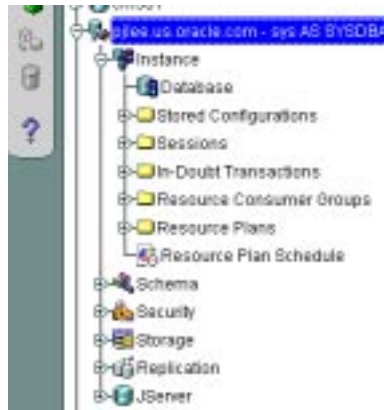 pjlee.us.oracle.com - sys AS SYSDBA
Instance
Database
Stored Configurations
Sessions
In-Doubt Transactions
Resource Consumer Groups
Resource Plans
Resource Plan Schedule
Schema
Security
Storage
Replication
JServer